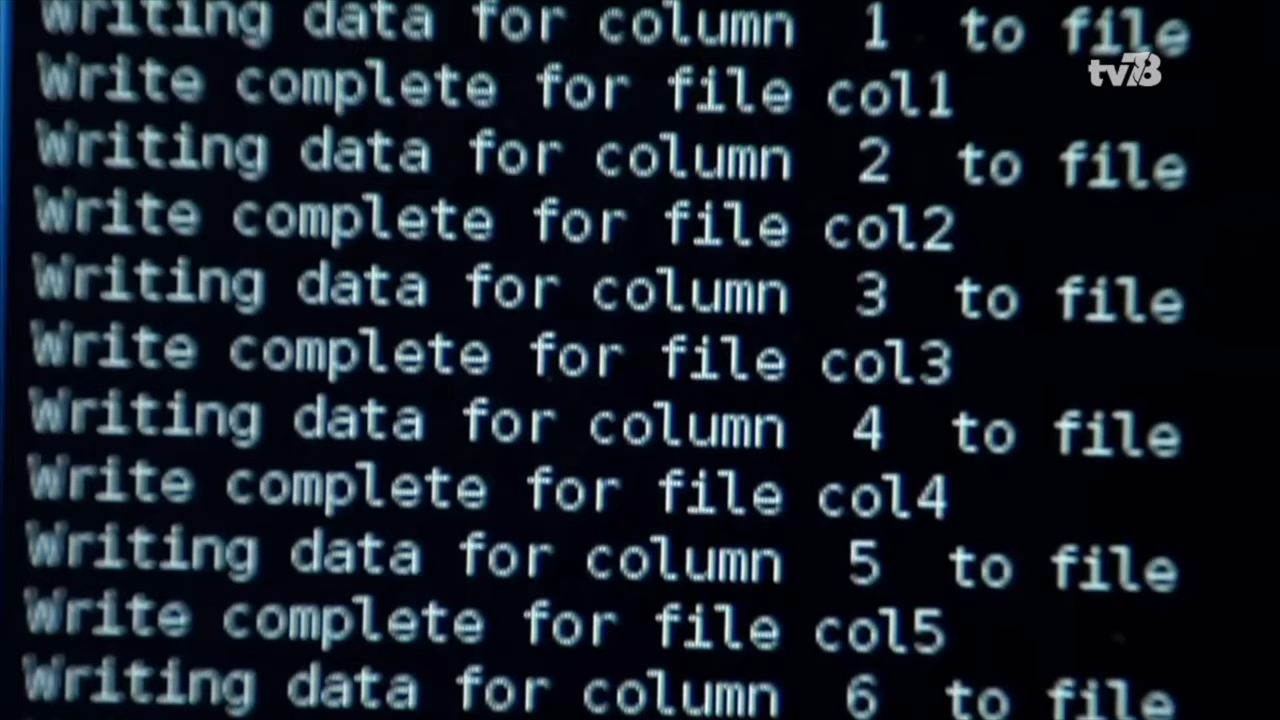 Writing data for column  1  to file
tv78
Write complete for file col1
Writing data for column  2  to file
Write complete for file col2
Writing data for column  3  to file
Write complete for file col3
Writing data for column  4  to file
Write complete for file col4
Writing data for column  5  to file
Write complete for file col5
Writing data for column  6  to file